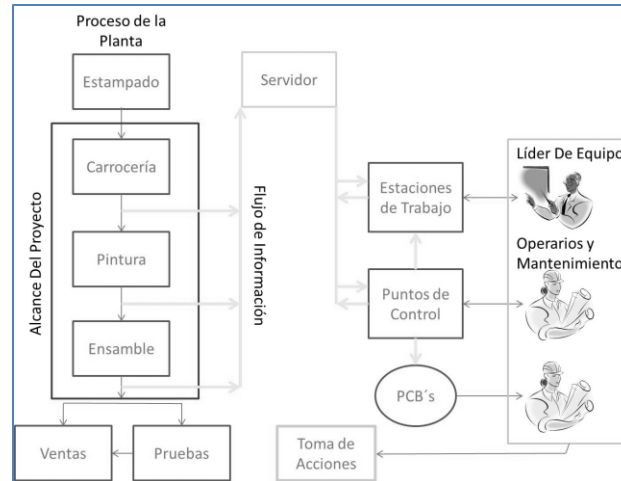 Proceso de la
Planta
Estampado
Alcance Del Proyecto
Carrocería
Pintura
Ensamble
Ventas
Pruebas
Servidor
Flujo de Información
Estaciones
de Trabajo
Puntos de
Control
PCB´s
Toma de
Acciones
Líder De Equipo
Operarios y
Mantenimiento